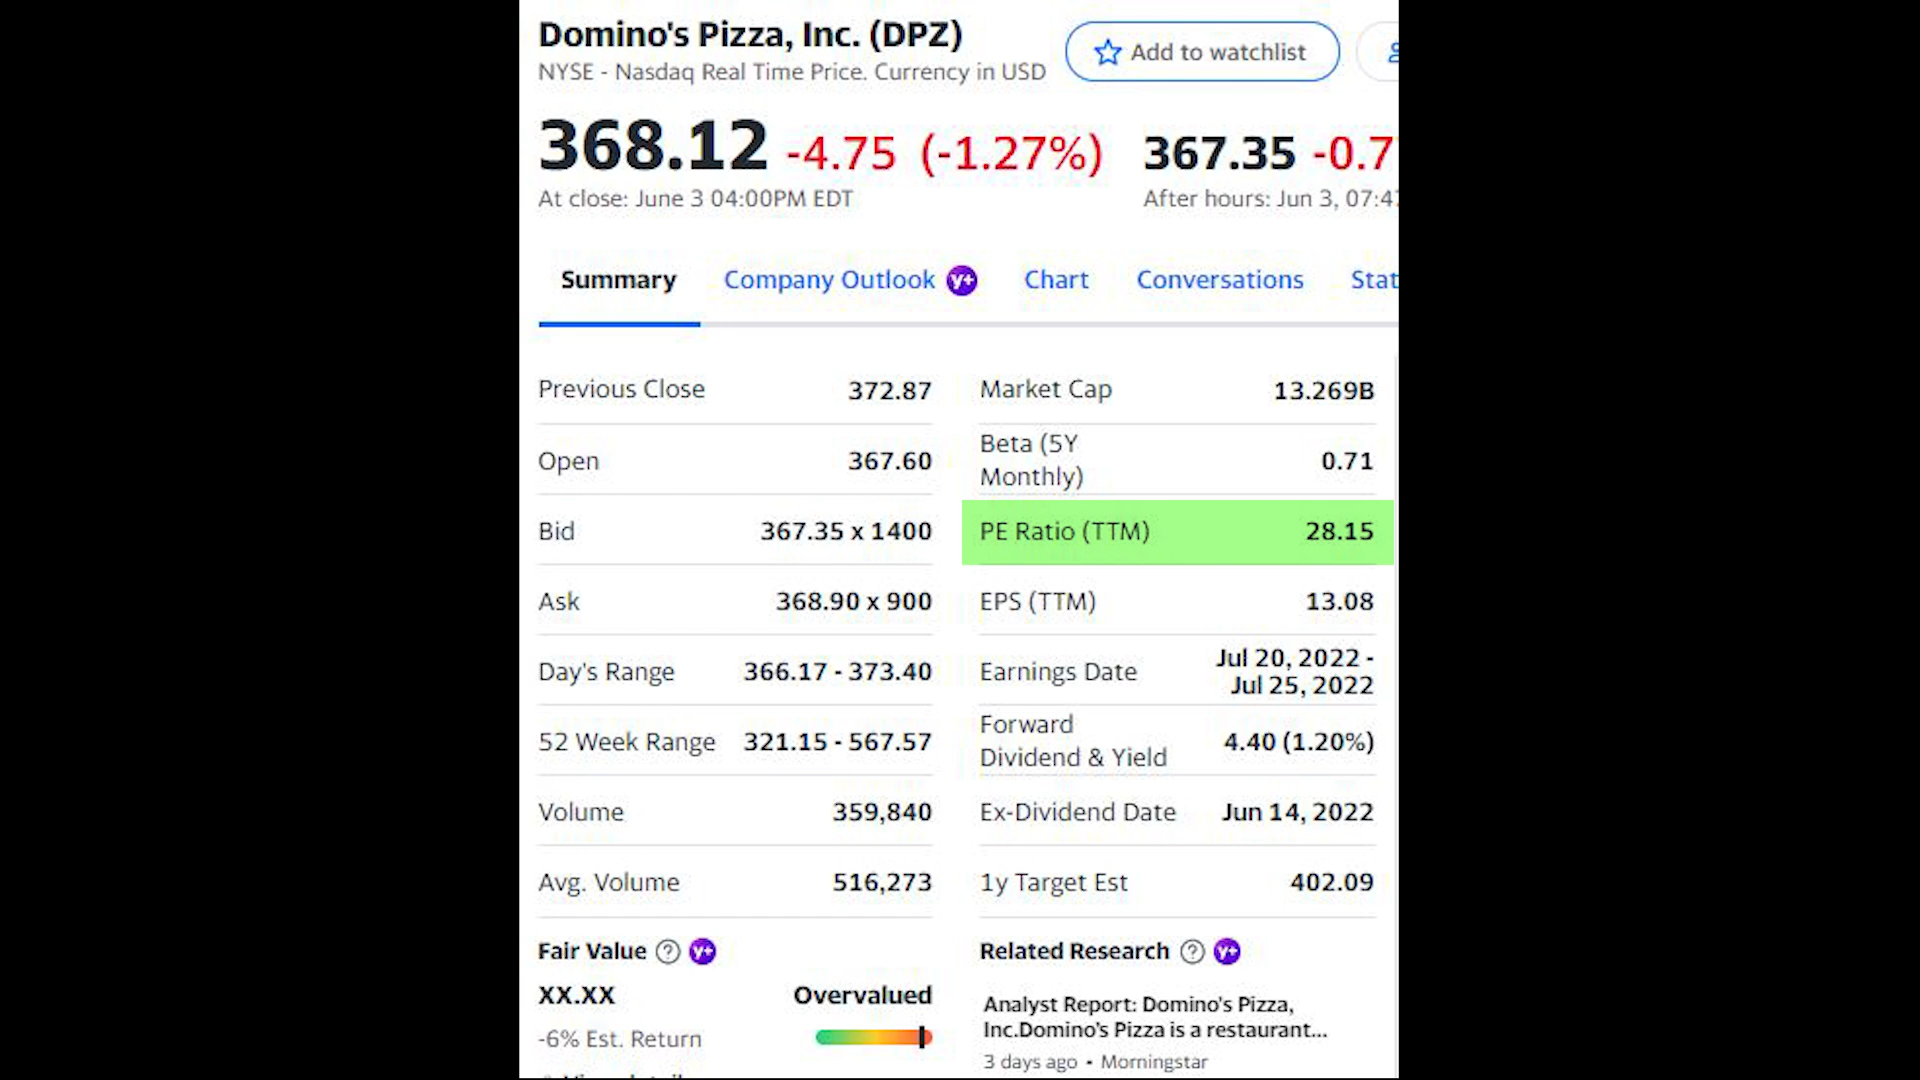 Domino's Pizza, Inc. (DPZ)
NYSE - Nasdaq Real Time Price. Currency in USD
Add to watchlist
368.12 -4.75 (-1.27%)
At close: June 3 04:00PM EDT
367.35 -0.7
After hours: Jun 3, 07:4
Summary
Company Outlook
Y+
Chart
Conversations
Stat
Previous Close 372.87
Open 367.60
Bid 367.35 x 1400
Ask 368.90 x 900
Day's Range 366.17 - 373.40
52 Week Range 321.15 - 567.57
Volume 359,840
Avg. Volume 516,273
Market Cap 13.269B
Beta (5Y
Monthly) 0.71
PE Ratio (TTM) 28.15
EPS (TTM) 13.08
Earnings Date Jul 20, 2022 -
Jul 25, 2022
Forward
Dividend & Yield 4.40 (1.20%)
Ex-Dividend Date Jun 14, 2022
1y Target Est 402.09
Fair Value ? Y+
XX.XX Overvalued
-6% Est. Return
Related Research ? Y+
Analyst Report: Domino's Pizza,
Inc.Domino's Pizza is a restaurant...
3 days ago • Morningstar